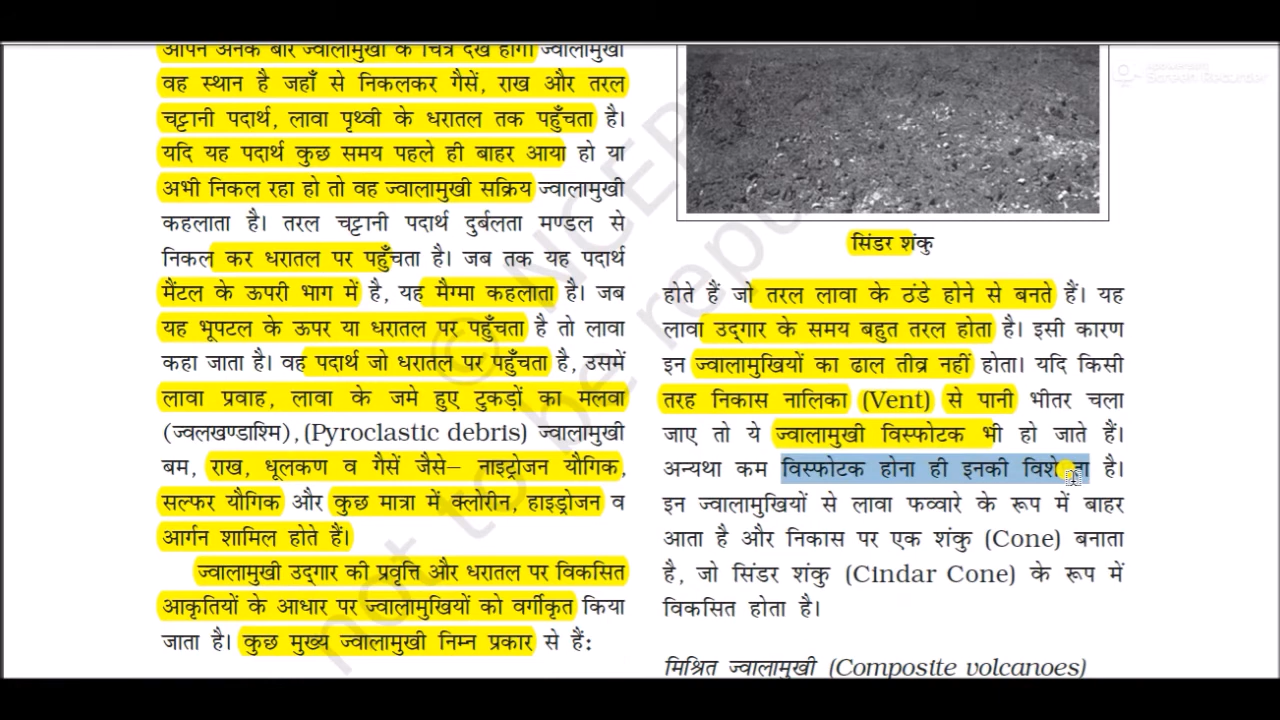 आपने अनेक बार ज्वालामुखी के चित्र देखे होंगे। ज्वालामुखी
वह स्थान है जहाँ से निकलकर गैसें, राख और तरल
चट्टानी पदार्थ, लावा पृथ्वी के धरातल तक पहुँचता है।
यदि यह पदार्थ कुछ समय पहले ही बाहर आया हो या
अभी निकल रहा हो तो वह ज्वालामुखी सक्रिय ज्वालामुखी
कहलाता है। तरल चट्टानी पदार्थ दुर्बलता मण्डल से
निकल कर धरातल पर पहुँचता है। जब तक यह पदार्थ
मैंटल के ऊपरी भाग में है, यह मैग्मा कहलाता है। जब
यह भूपटल के ऊपर या धरातल पर पहुँचता है तो लावा
कहा जाता है। वह पदार्थ जो धरातल पर पहुँचता है, उसमें
लावा प्रवाह, लावा के जमे हुए टुकड़ों का मलवा
(ज्वलखण्डाश्मि), (Pyroclastic debris) ज्वालामुखी
बम, राख, धूलकण व गैसें जैसे– नाइट्रोजन यौगिक,
सल्फर यौगिक और कुछ मात्रा में क्लोरीन, हाइड्रोजन व
आर्गन शामिल होते हैं।
ज्वालामुखी उद्‌गार की प्रवृत्ति और धरातल पर विकसित
आकृतियों के आधार पर ज्वालामुखियों को वर्गीकृत किया
जाता है। कुछ मुख्य ज्वालामुखी निम्न प्रकार से हैं:
सिंडर शंकु
होते हैं जो तरल लावा के ठंडे होने से बनते हैं। यह
लावा उद्‌गार के समय बहुत तरल होता है। इसी कारण
इन ज्वालामुखियों का ढाल तीव्र नहीं होता। यदि किसी
तरह निकास नालिका (Vent) से पानी भीतर चला
जाए तो ये ज्वालामुखी विस्फोटक भी हो जाते हैं।
अन्यथा कम विस्फोटक होना ही इनकी विशेषता है।
इन ज्वालामुखियों से लावा फव्वारे के रूप में बाहर
आता है और निकास पर एक शंकु (Cone) बनाता
है, जो सिंडर शंकु (Cindar Cone) के रूप में
विकसित होता है।
मिश्रित ज्वालामुखी (Composite volcanoes)
© NCERT
not to be republi
Screen Recorder